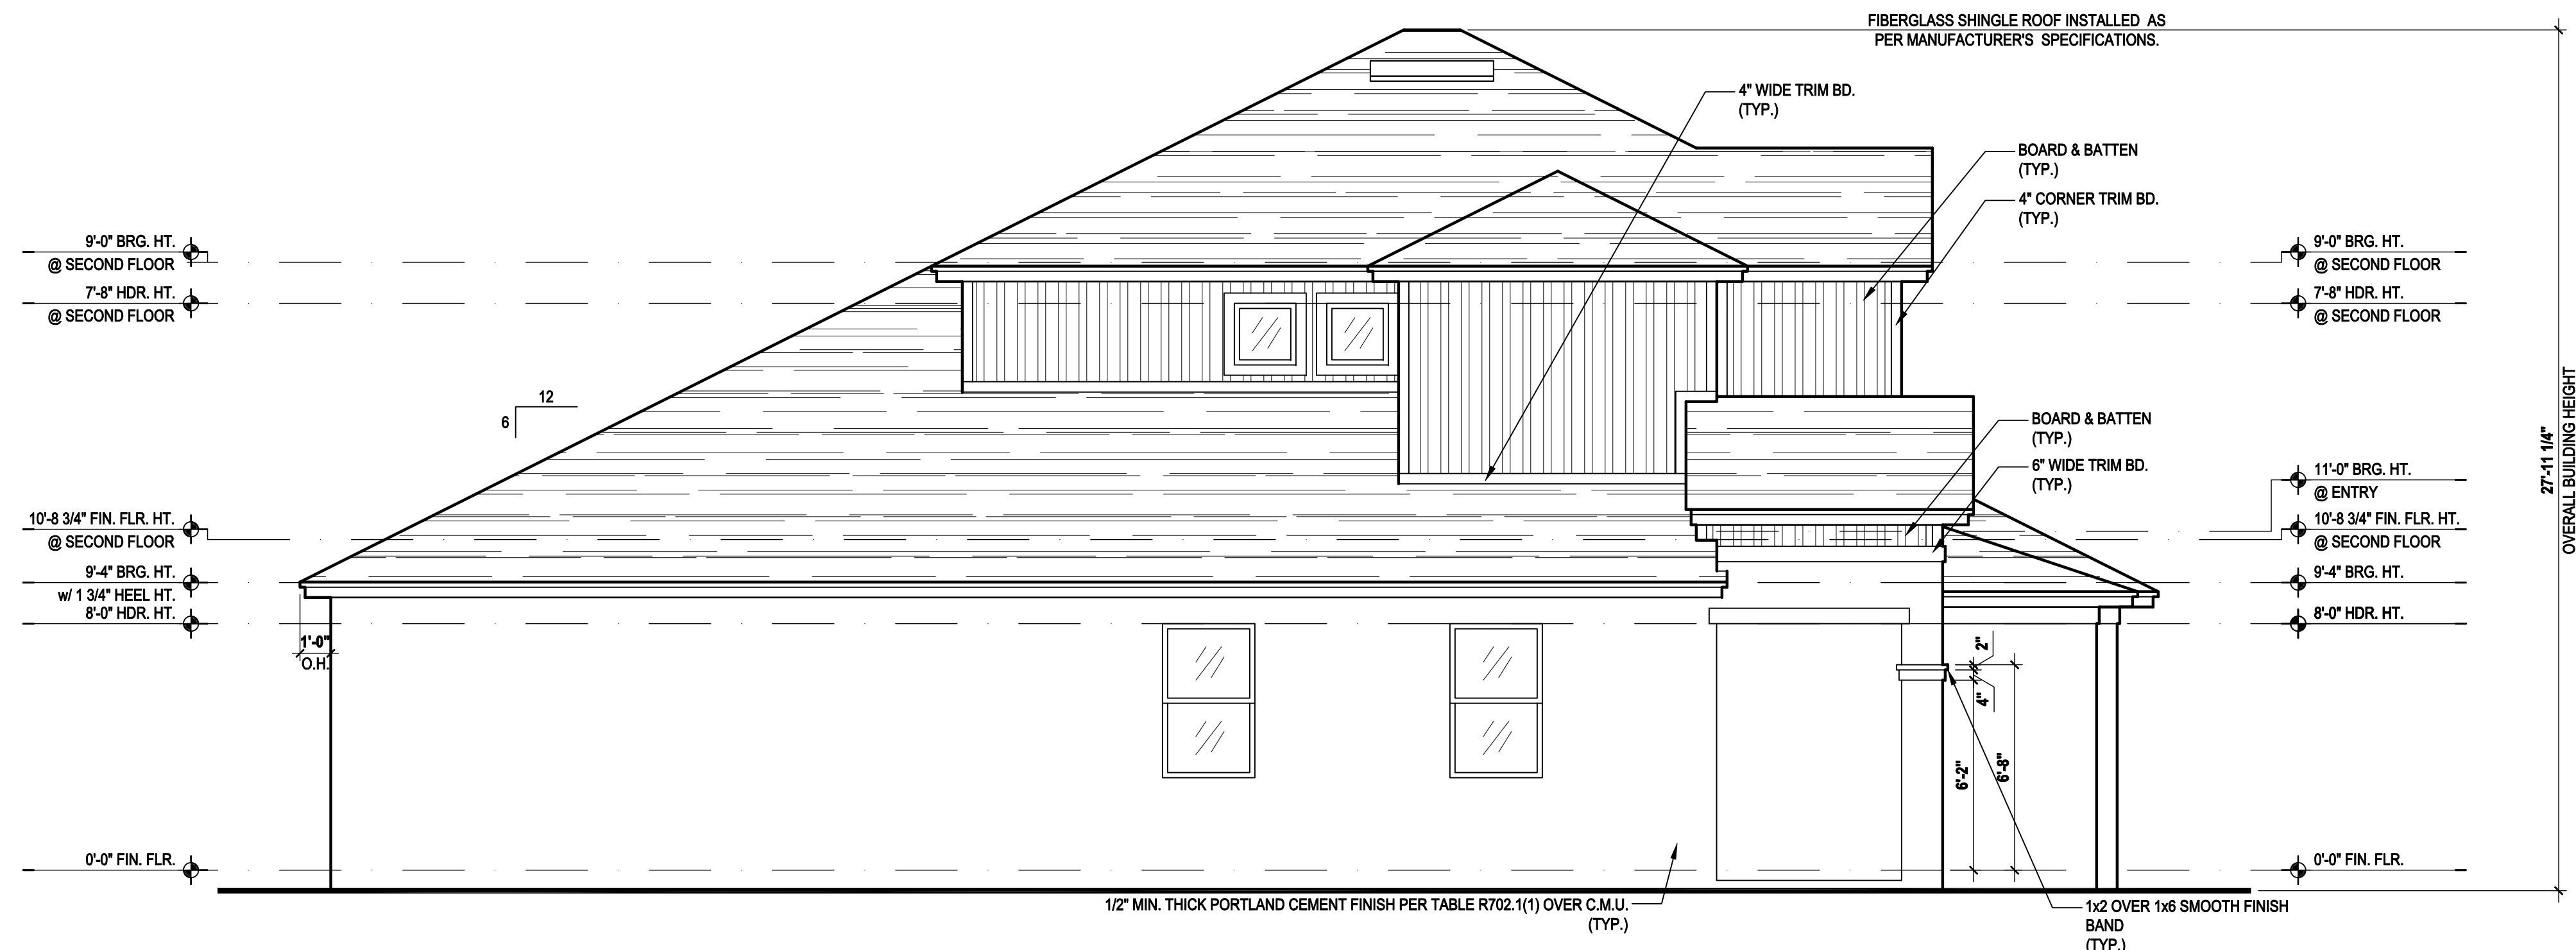 FIBERGLASS SHINGLE ROOF INSTALLED AS
PER MANUFACTURER'S SPECIFICATIONS.
4" WIDE TRIM BD.
(TYP.)
BOARD & BATTEN
(TYP.)
4" CORNER TRIM BD.
(TYP.)
9'-0" BRG. HT.
@ SECOND FLOOR
7'-8" HDR. HT.
@ SECOND FLOOR
9'-0" BRG. HT.
@ SECOND FLOOR
7'-8" HDR. HT.
@ SECOND FLOOR
12
6
BOARD & BATTEN
(TYP.)
6" WIDE TRIM BD.
(TYP.)
27'-11 1/4"
OVERALL BUILDING HEIGHT
11'-0" BRG. HT.
@ ENTRY
10'-8 3/4" FIN. FLR. HT.
@ SECOND FLOOR
9'-4" BRG. HT.
w/ 1 3/4" HEEL HT.
8'-0" HDR. HT.
10'-8 3/4" FIN. FLR. HT.
@ SECOND FLOOR
9'-4" BRG. HT.
8'-0" HDR. HT.
1'-0"
O.H.
2"
4"
6'-2"
6'-8"
0'-0" FIN. FLR.
0'-0" FIN. FLR.
1/2" MIN. THICK PORTLAND CEMENT FINISH PER TABLE R702.1(1) OVER C.M.U.
(TYP.)
1x2 OVER 1x6 SMOOTH FINISH
BAND
(TYP.)